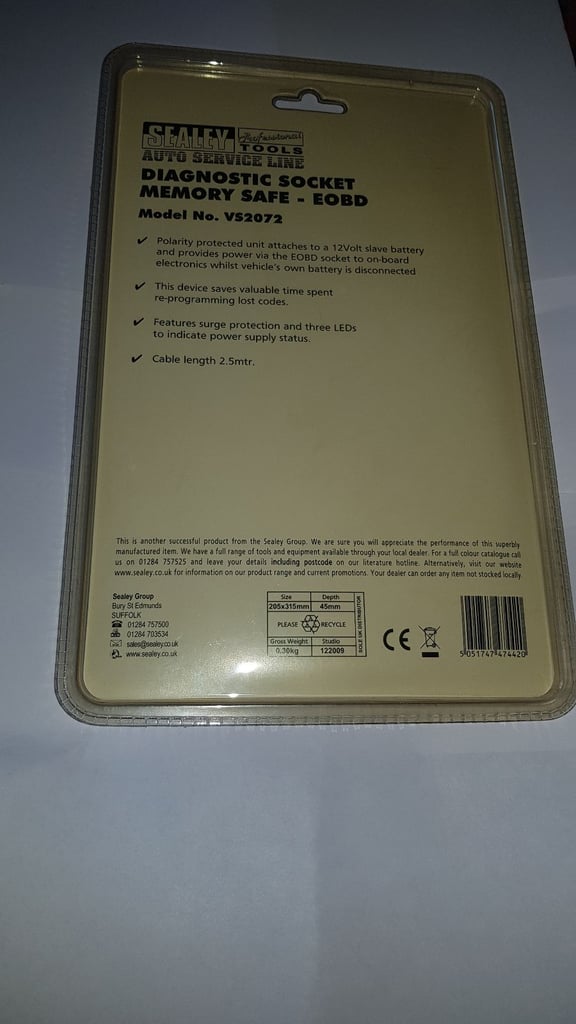 SEALEY Professional TOOLS
AUTO SERVICE LINE
DIAGNOSTIC SOCKET
MEMORY SAFE - EOBD
Model No. VS2072
✔ Polarity protected unit attaches to a 12Volt slave battery
and provides power via the EOBD socket to on-board
electronics whilst vehicle's own battery is disconnected
✔ This device saves valuable time spent
re-programming lost codes.
✔ Features surge protection and three LEDs
to indicate power supply status.
✔ Cable length 2.5mtr.
This is another successful product from the Sealey Group. We are sure you will appreciate the performance of this superbly
manufactured item. We have a full range of tools and equipment available through your local dealer. For a full colour catalogue call
us on 01284 757525 and leave your details including postcode on our literature hotline. Alternatively, visit our website
www.sealey.co.uk for information on our product range and current promotions. Your dealer can order any item not stocked locally.
Sealey Group
Bury St Edmunds
SUFFOLK
01284 757500
01284 703534
sales@sealey.co.uk
www.sealey.co.uk
Size Depth
205x315mm 45mm
PLEASE RECYCLE
Gross Weight Studio
0.30kg 122009
SOLE UK DISTRIBUTOR
CE
5 051747 474420